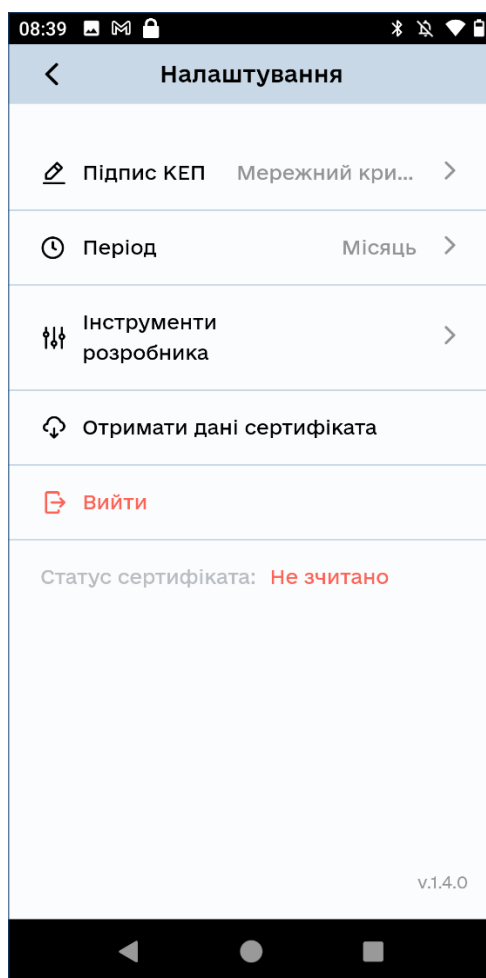 08:39
Налаштування
Підпис КЕП Мережний кри...
Період Місяць
Інструменти
розробника
Отримати дані сертифіката
Вийти
Статус сертифіката: Не зчитано
v.1.4.0